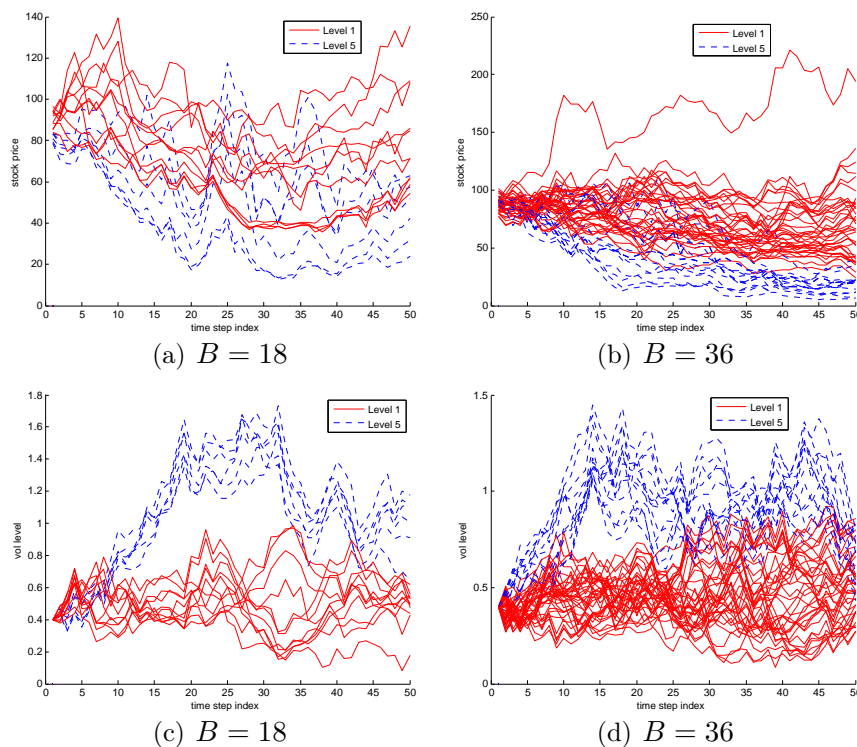 140
120
100
80
60
40
20
0
stock price
Level 1
Level 5
0 5 10 15 20 25 30 35 40 45 50
time step index
(a) B = 18
250
200
150
100
50
0
stock price
Level 1
Level 5
0 5 10 15 20 25 30 35 40 45 50
time step index
(b) B = 36
1.8
1.6
1.4
1.2
1
0.8
0.6
0.4
0.2
0
vol level
Level 1
Level 5
0 5 10 15 20 25 30 35 40 45 50
time step index
(c) B = 18
1.5
1
0.5
0
vol level
Level 1
Level 5
0 5 10 15 20 25 30 35 40 45 50
time step index
(d) B = 36